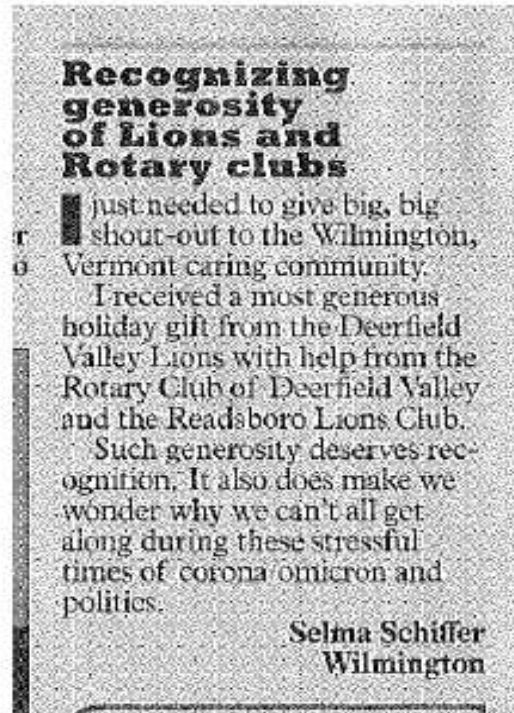 Recognizing
generosity
of Lions and
Rotary clubs
I just needed to give big, big
shout-out to the Wilmington,
Vermont caring community.
I received a most generous
holiday gift from the Deerfield
Valley Lions with help from the
Rotary Club of Deerfield Valley
and the Readsboro Lions Club.
Such generosity deserves rec-
ognition. It also does make we
wonder why we can't all get
along during these stressful
times of corona omicron and
politics.
Selma Schiffer
Wilmington